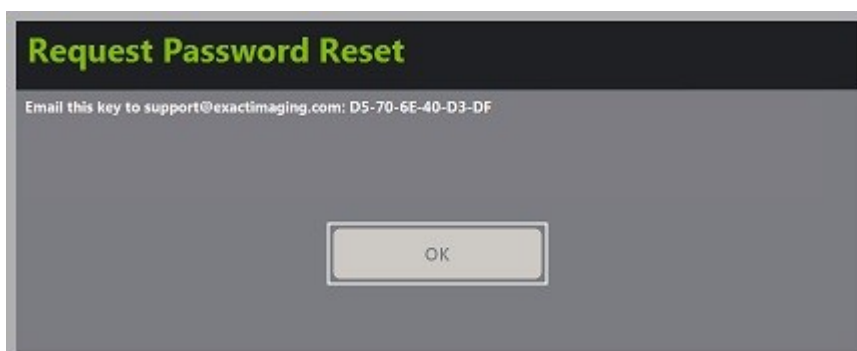 Request Password Reset
Email this key to support@exactimaging.com: D5-70-6E-40-D3-DF
OK